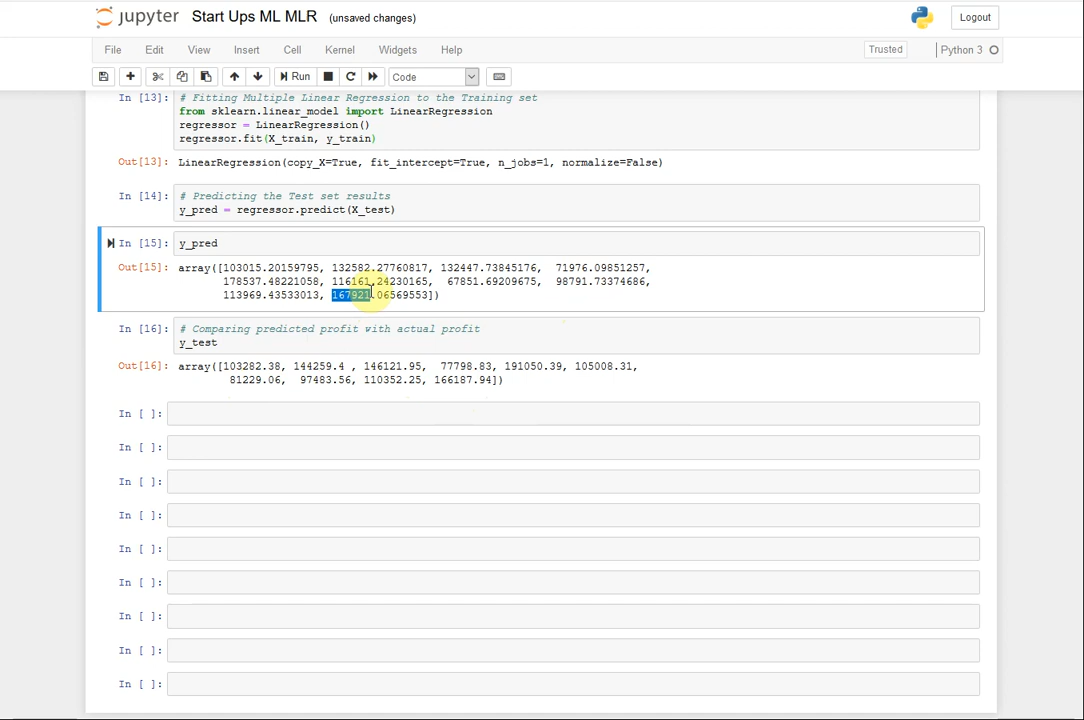 jupyter Start Ups ML MLR (unsaved changes) Logout
File Edit View Insert Cell Kernel Widgets Help Trusted Python 3
Run Code
In [13]: # Fitting Multiple Linear Regression to the Training set
from sklearn.linear_model import LinearRegression
regressor = LinearRegression()
regressor.fit(X_train, y_train)
Out[13]: LinearRegression(copy_X=True, fit_intercept=True, n_jobs=1, normalize=False)
In [14]: # Predicting the Test set results
y_pred = regressor.predict(X_test)
In [15]: y_pred
Out[15]: array([103015.20159795, 132582.27760817, 132447.73845176, 71976.09851257,
178537.48221058, 116161.24230165, 67851.69209675, 98791.73374686,
113969.43533013, 167921.06569553])
In [16]: # Comparing predicted profit with actual profit
y_test
Out[16]: array([103282.38, 144259.4 , 146121.95, 77798.83, 191050.39, 105008.31,
81229.06, 97483.56, 110352.25, 166187.94])
In [ ]:
In [ ]:
In [ ]:
In [ ]:
In [ ]:
In [ ]:
In [ ]:
In [ ]:
In [ ]: